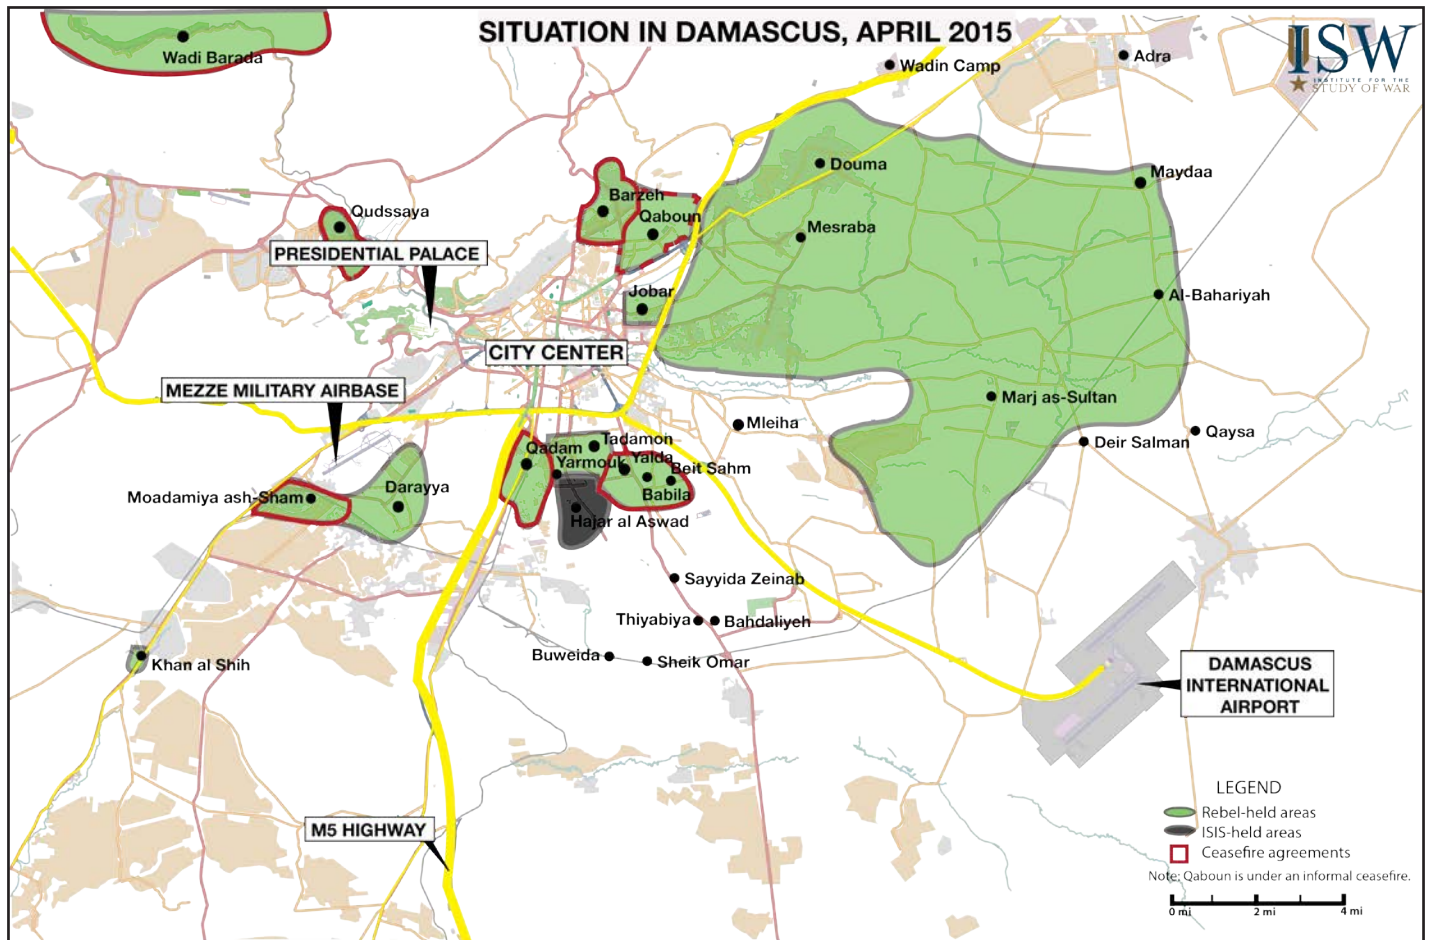 SITUATION IN DAMASCUS, APRIL 2015
ISW
INSTITUTE FOR THE
STUDY OF WAR
Wadi Barada
Wadin Camp
Adra
Douma
Maydaa
Barzeh
Qudssaya
Qaboun
Mesraba
PRESIDENTIAL PALACE
Jobar
Al-Bahariyah
CITY CENTER
MEZZE MILITARY AIRBASE
Marj as-Sultan
Mleiha
Qaysa
Deir Salman
Tadamon
Qadam
Yarmouk
Yalda
Beit Sahm
Babila
Darayya
Moadamiya ash-Sham
Hajar al Aswad
Sayyida Zeinab
Thiyabiya
Bahdaliyeh
Buweida
Sheik Omar
Khan al Shih
DAMASCUS
INTERNATIONAL
AIRPORT
M5 HIGHWAY
LEGEND
Rebel-held areas
ISIS-held areas
Ceasefire agreements
Note: Qaboun is under an informal ceasefire.
0 mi 2 mi 4 mi